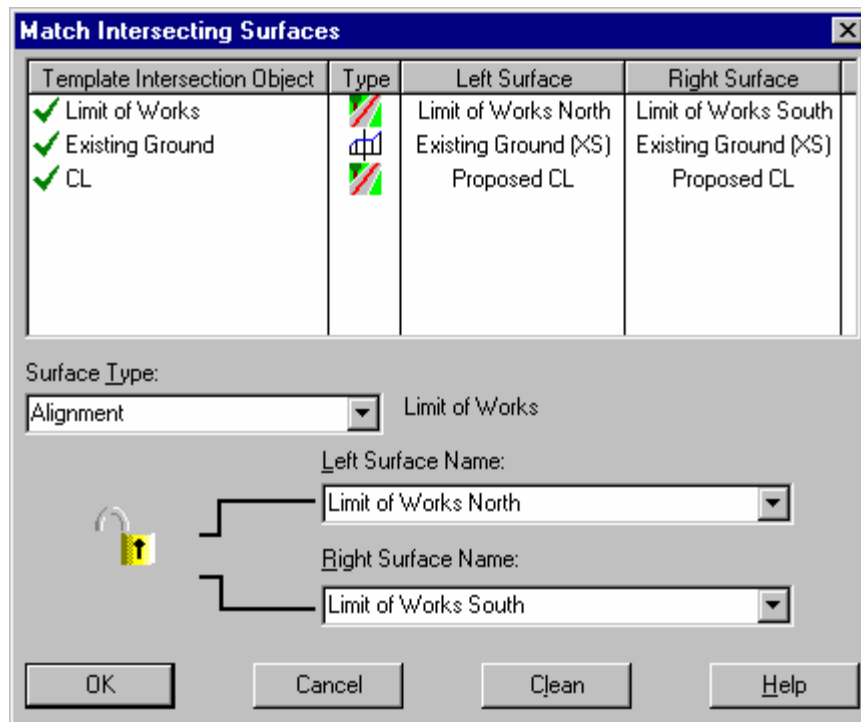 Match Intersecting Surfaces
Template Intersection Object Type Left Surface Right Surface
Limit of Works Limit of Works North Limit of Works South
Existing Ground Existing Ground (XS) Existing Ground (XS)
CL Proposed CL Proposed CL
Surface Type:
Alignment Limit of Works
Left Surface Name:
Limit of Works North
Right Surface Name:
Limit of Works South
OK Cancel Clean Help